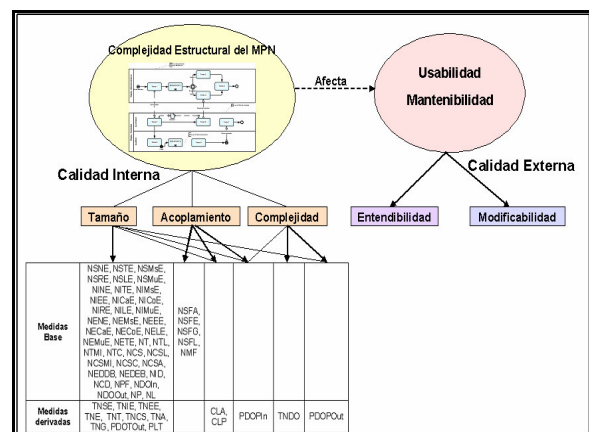 Complejidad Estructural del MPN
Afecta
Usabilidad
Mantenibilidad
Calidad Interna
Calidad Externa
Tamaño
Acoplamiento
Complejidad
Entendibilidad
Modificabilidad
Medidas
Base
NSNE, NSTE, NSMsE,
NSRE, NSLE, NSMuE,
NINE, NITE, NIMsE,
NIEE, NICaE, NICoE,
NIRE, NILE, NIMuE,
NENE, NEMsE, NEEE,
NECaE, NECoE, NELE,
NEMuE, NETE, NT, NTL,
NTMI, NTC, NCS, NCSL,
NCSMI, NCSC, NCSA,
NEDDB, NEDEB, NID,
NCD, NPF, NDOIn,
NDOOut, NP, NL
NSFA,
NSFE,
NSFG,
NSFL,
NMF
Medidas
derivadas
TNSE, TNIE, TNEE,
TNE, TNT, TNCS, TNA,
TNG, PDOTOut, PLT
CLA,
CLP
PDOPIn
TNDO
PDOPOut